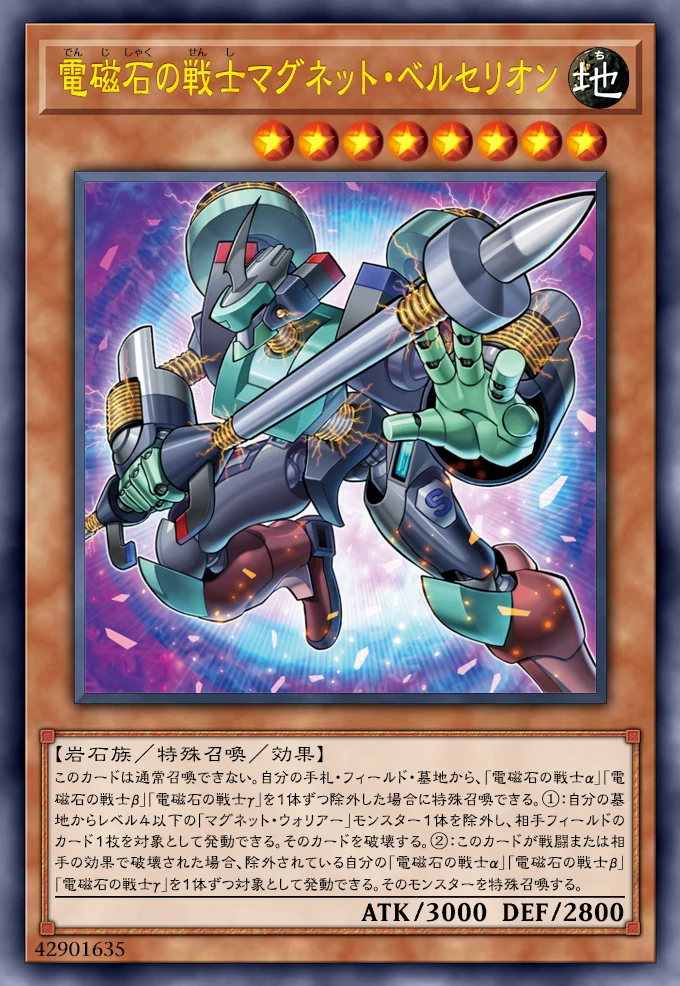 でん じ しゃく せん し
電磁石の戦士マグネット・ベルセリオン
ち
地
【岩石族／特殊召喚／効果】
このカードは通常召喚できない。自分の手札・フィールド・墓地から、「電磁石の戦士α」「電
磁石の戦士β」「電磁石の戦士γ」を1体ずつ除外した場合に特殊召喚できる。①：自分の墓
地からレベル４以下の「マグネット・ウォリアー」モンスター１体を除外し、相手フィールドの
カード１枚を対象として発動できる。そのカードを破壊する。②：このカードが戦闘または相
手の効果で破壊された場合、除外されている自分の「電磁石の戦士α」「電磁石の戦士β」
「電磁石の戦士γ」を1体ずつ対象として発動できる。そのモンスターを特殊召喚する。
ATK/3000 DEF/2800
42901635
S